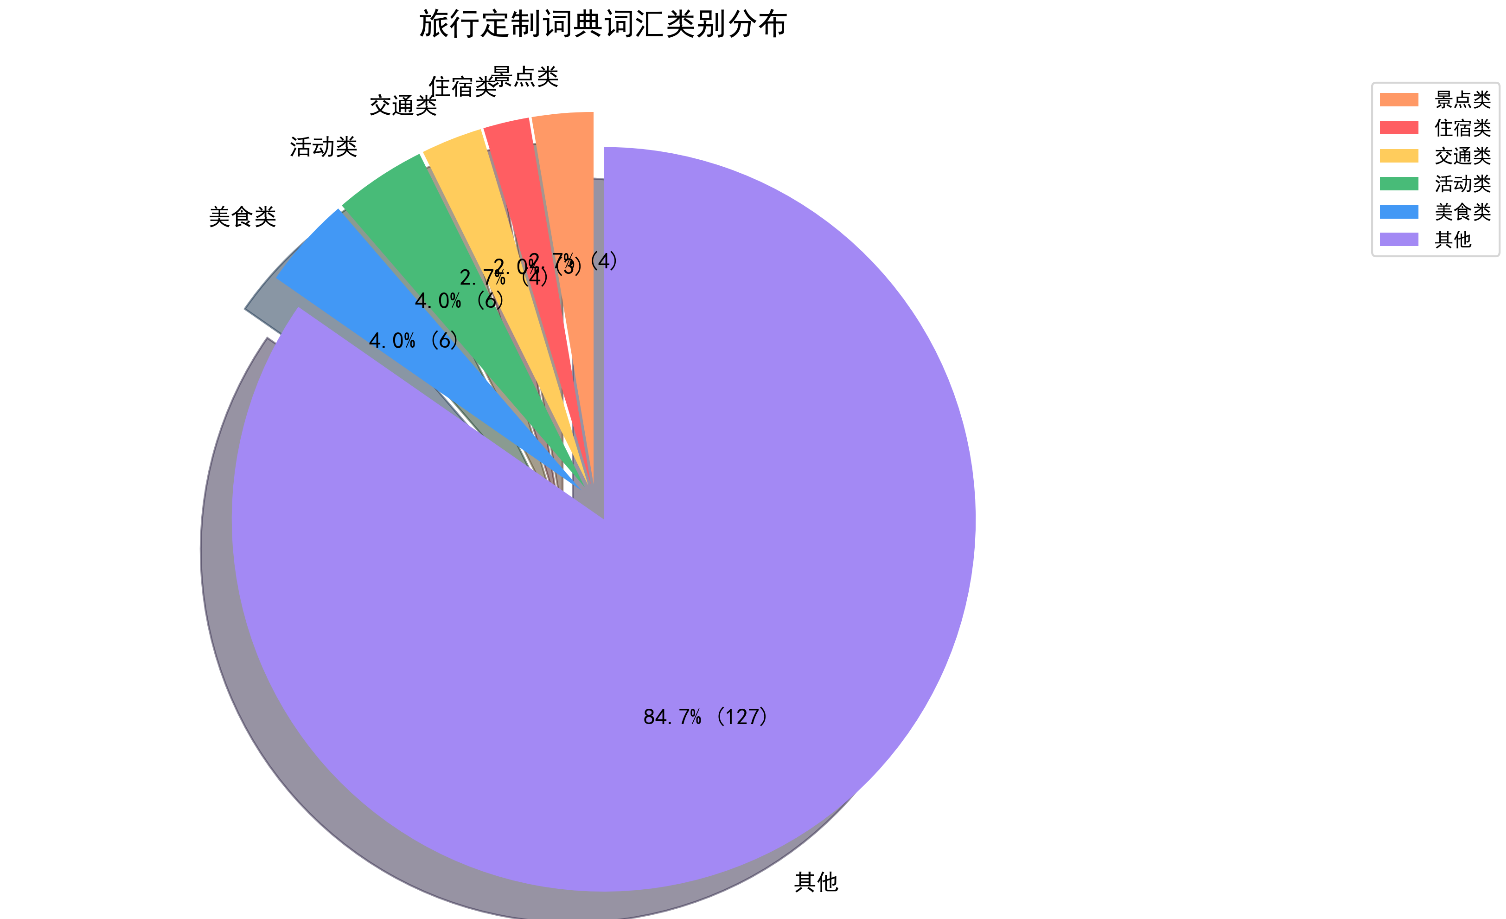 旅行定制词典词汇类别分布
景点类
住宿类
交通类
活动类
美食类
其他
2.7% (4)
2.0% (3)
2.7% (4)
4.0% (6)
4.0% (6)
84.7% (127)
景点类
住宿类
交通类
活动类
美食类
其他